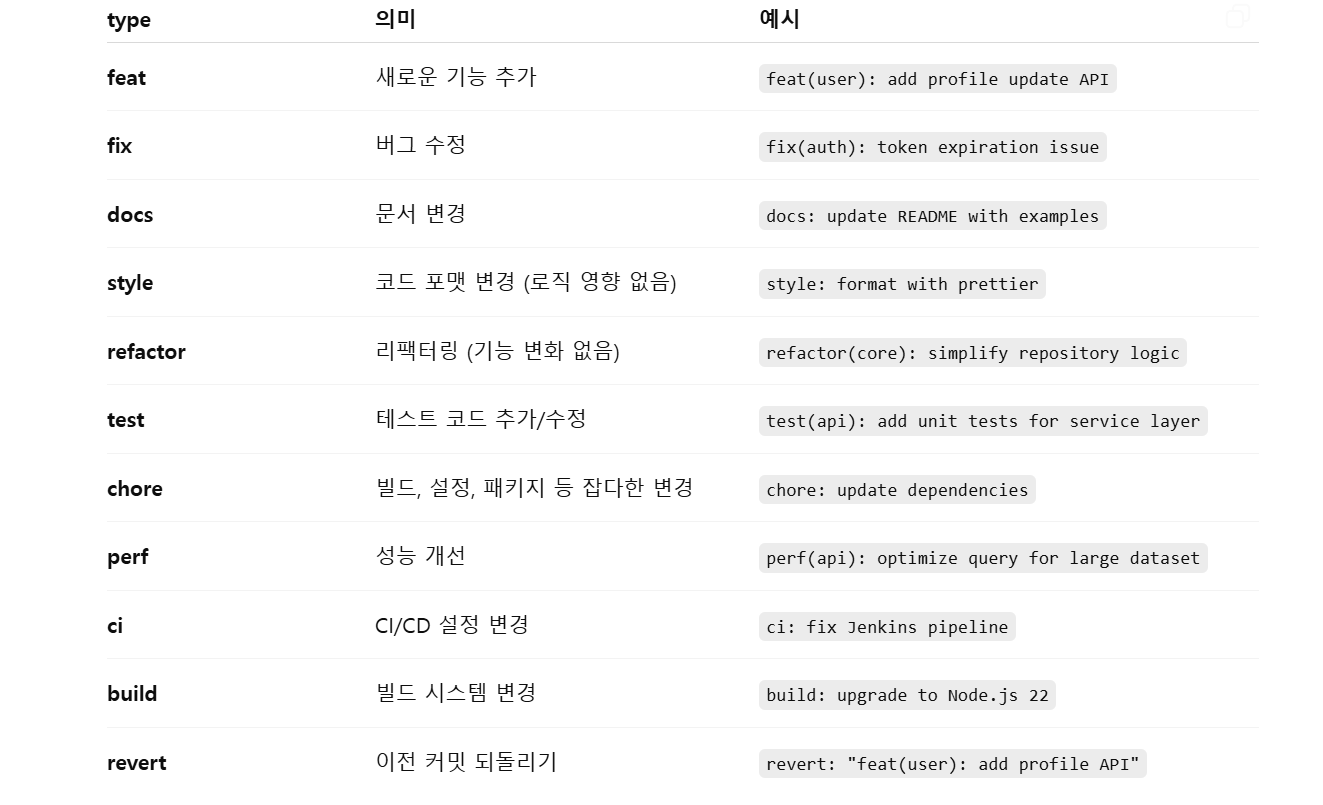 type 의미 예시
feat 새로운 기능 추가 feat(user): add profile update API
fix 버그 수정 fix(auth): token expiration issue
docs 문서 변경 docs: update README with examples
style 코드 포맷 변경 (로직 영향 없음) style: format with prettier
refactor 리팩터링 (기능 변화 없음) refactor(core): simplify repository logic
test 테스트 코드 추가/수정 test(api): add unit tests for service layer
chore 빌드, 설정, 패키지 등 잡다한 변경 chore: update dependencies
perf 성능 개선 perf(api): optimize query for large dataset
ci CI/CD 설정 변경 ci: fix Jenkins pipeline
build 빌드 시스템 변경 build: upgrade to Node.js 22
revert 이전 커밋 되돌리기 revert: "feat(user): add profile API"